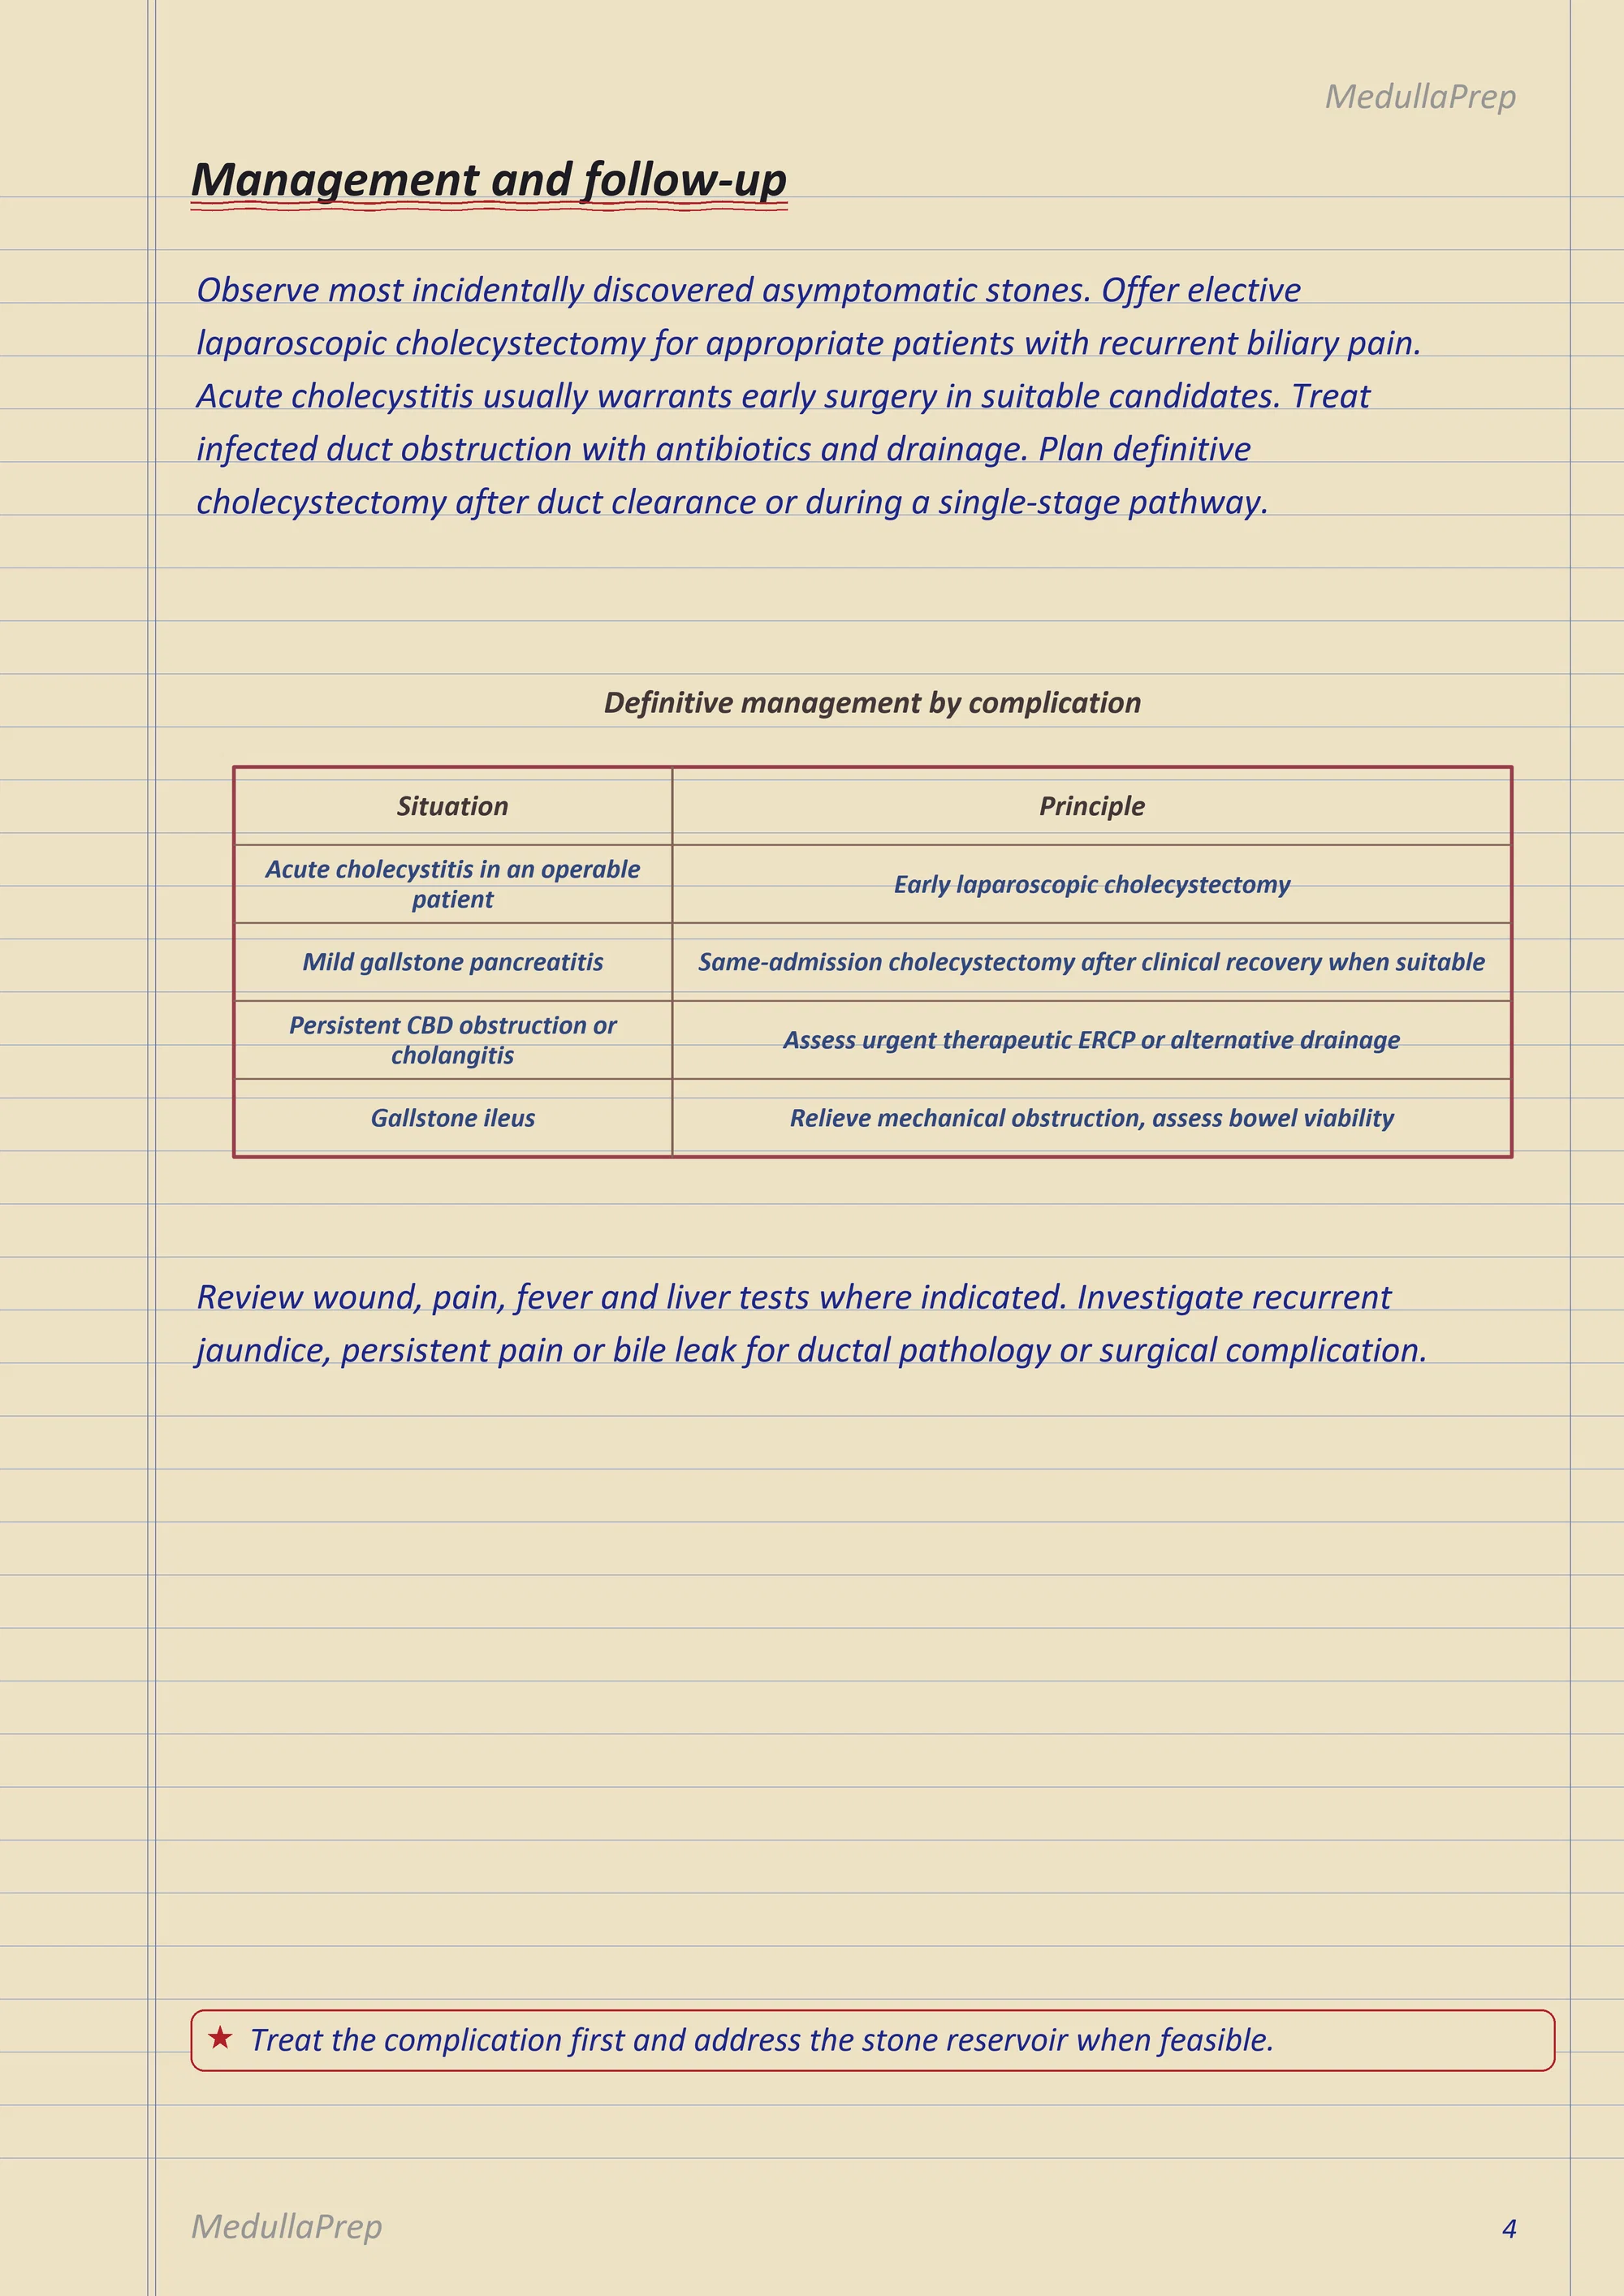 MedullaPrep
Management and follow-up
Observe most incidentally discovered asymptomatic stones. Offer elective
laparoscopic cholecystectomy for appropriate patients with recurrent biliary pain.
Acute cholecystitis usually warrants early surgery in suitable candidates. Treat
infected duct obstruction with antibiotics and drainage. Plan definitive
cholecystectomy after duct clearance or during a single-stage pathway.
Definitive management by complication
Situation
Principle
Acute cholecystitis in an operable
patient
Early laparoscopic cholecystectomy
Mild gallstone pancreatitis
Same-admission cholecystectomy after clinical recovery when suitable
Persistent CBD obstruction or
cholangitis
Assess urgent therapeutic ERCP or alternative drainage
Gallstone ileus
Relieve mechanical obstruction, assess bowel viability
Review wound, pain, fever and liver tests where indicated. Investigate recurrent
jaundice, persistent pain or bile leak for ductal pathology or surgical complication.
★ Treat the complication first and address the stone reservoir when feasible.
MedullaPrep
4